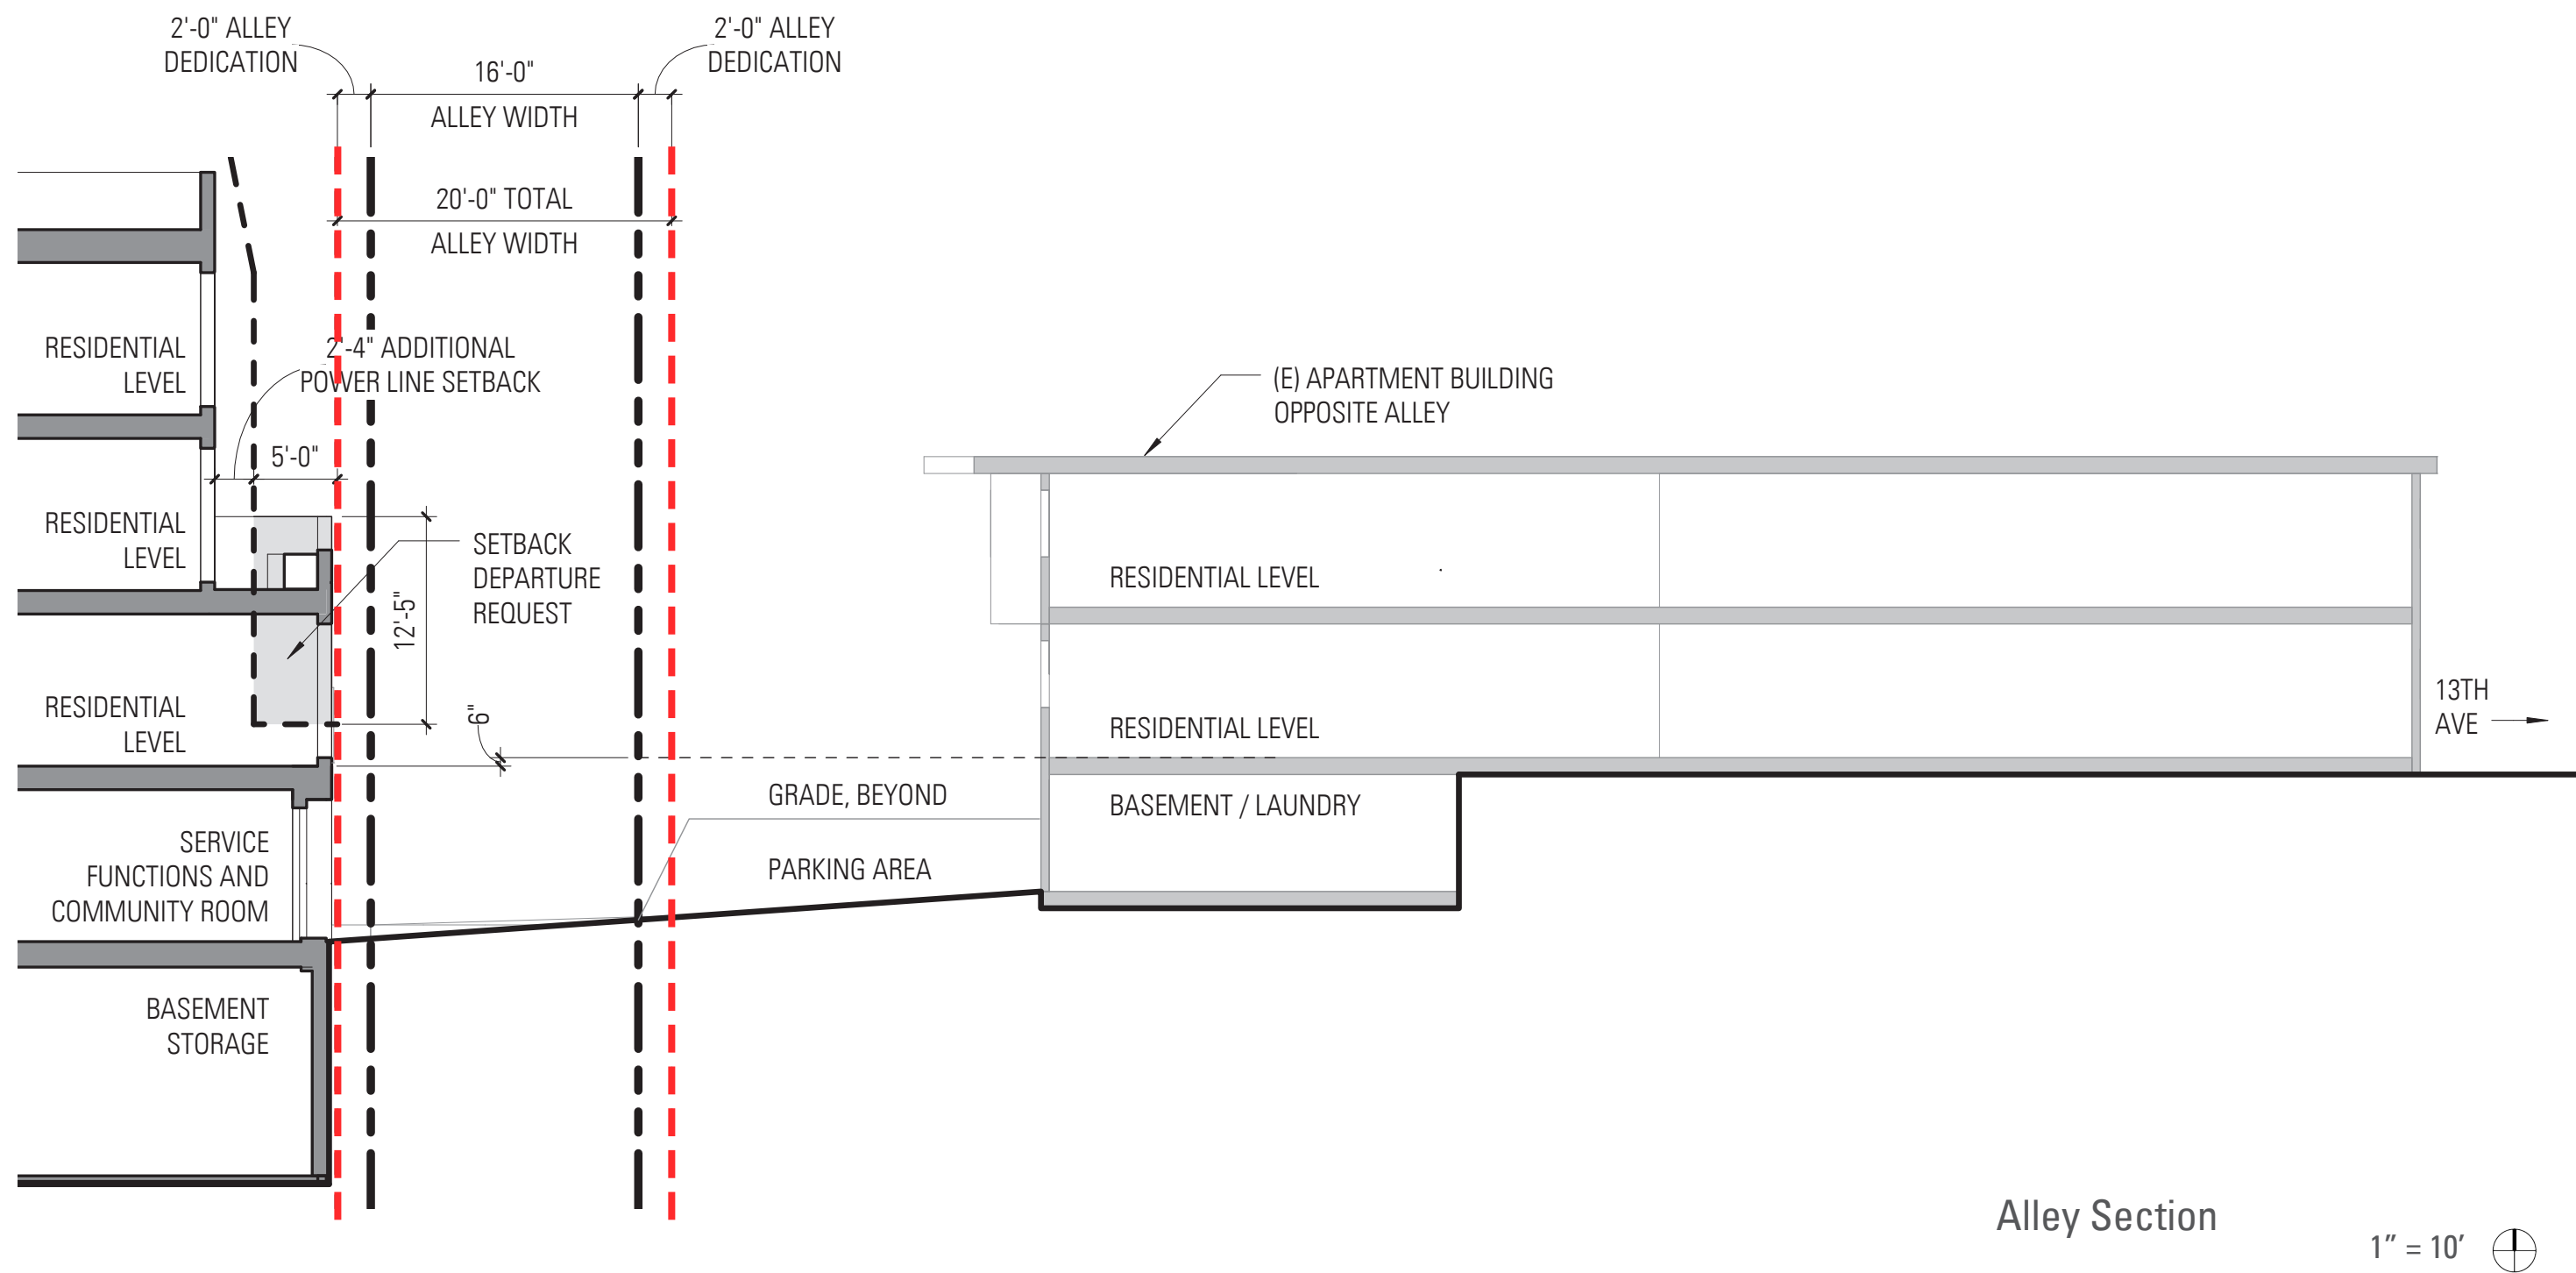 2'-0" ALLEY
DEDICATION
2'-0" ALLEY
DEDICATION
16'-0"
ALLEY WIDTH
20'-0" TOTAL
ALLEY WIDTH
RESIDENTIAL
LEVEL
2'-4" ADDITIONAL
POWER LINE SETBACK
(E) APARTMENT BUILDING
OPPOSITE ALLEY
5'-0"
RESIDENTIAL
LEVEL
SETBACK
DEPARTURE
REQUEST
12'-5"
RESIDENTIAL LEVEL
RESIDENTIAL
LEVEL
6"
RESIDENTIAL LEVEL
13TH
AVE
GRADE, BEYOND
BASEMENT / LAUNDRY
SERVICE
FUNCTIONS AND
COMMUNITY ROOM
PARKING AREA
BASEMENT
STORAGE
Alley Section
1” = 10’